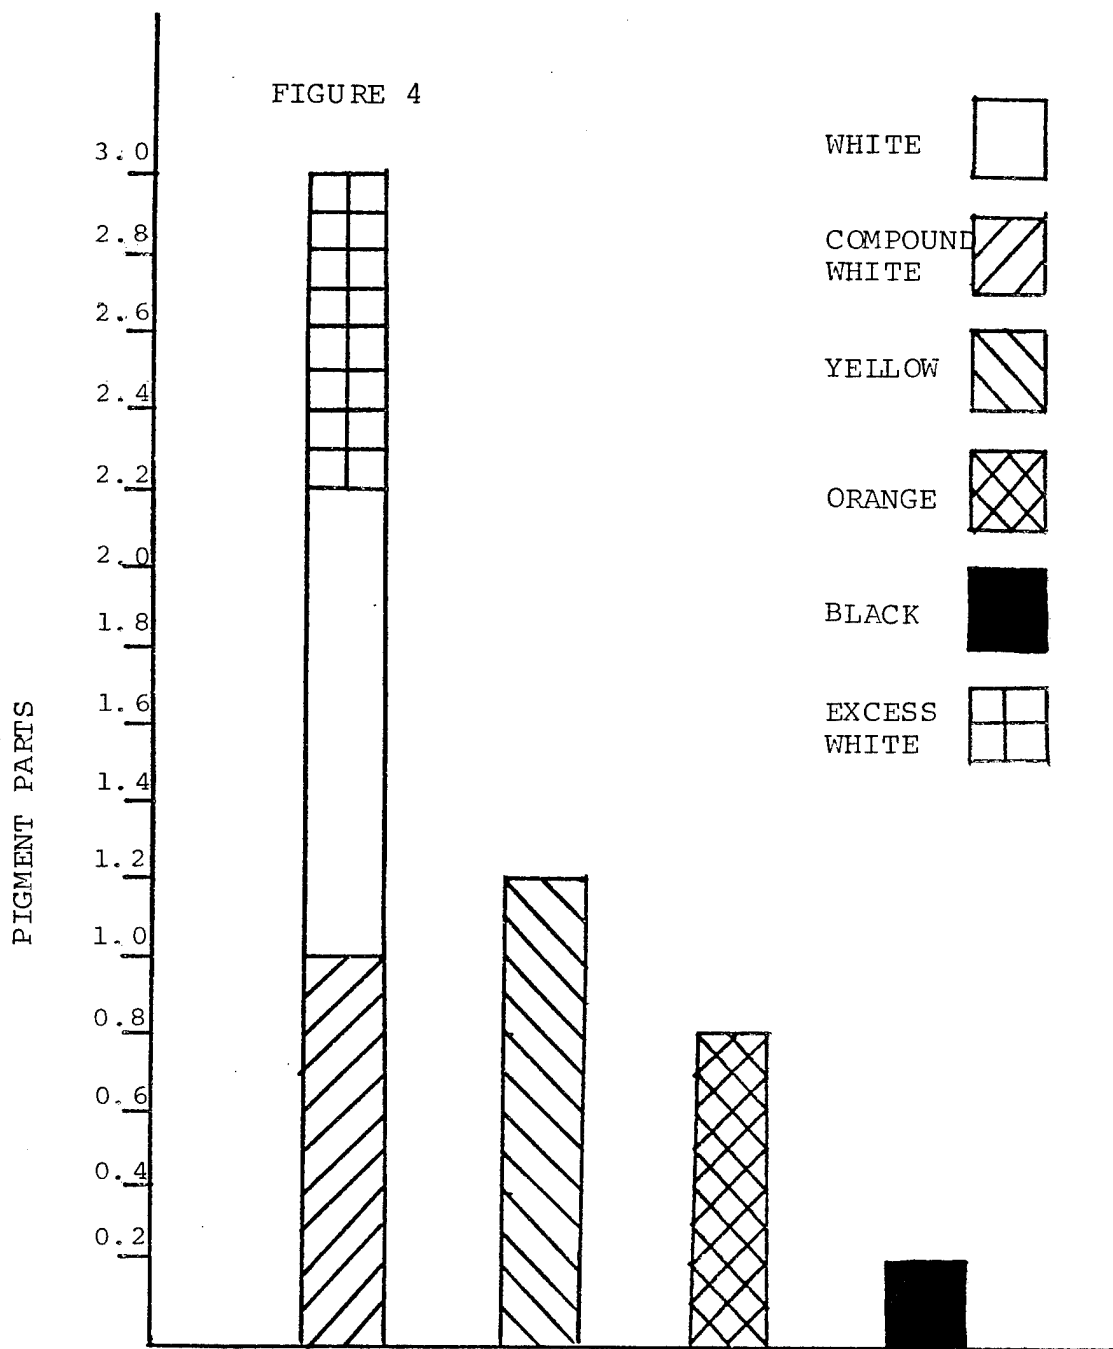 FIGURE 4
PIGMENT PARTS
3.0
2.8
2.6
2.4
2.2
2.0
1.8
1.6
1.4
1.2
1.0
0.8
0.6
0.4
0.2
WHITE
COMPOUND
WHITE
YELLOW
ORANGE
BLACK
EXCESS
WHITE